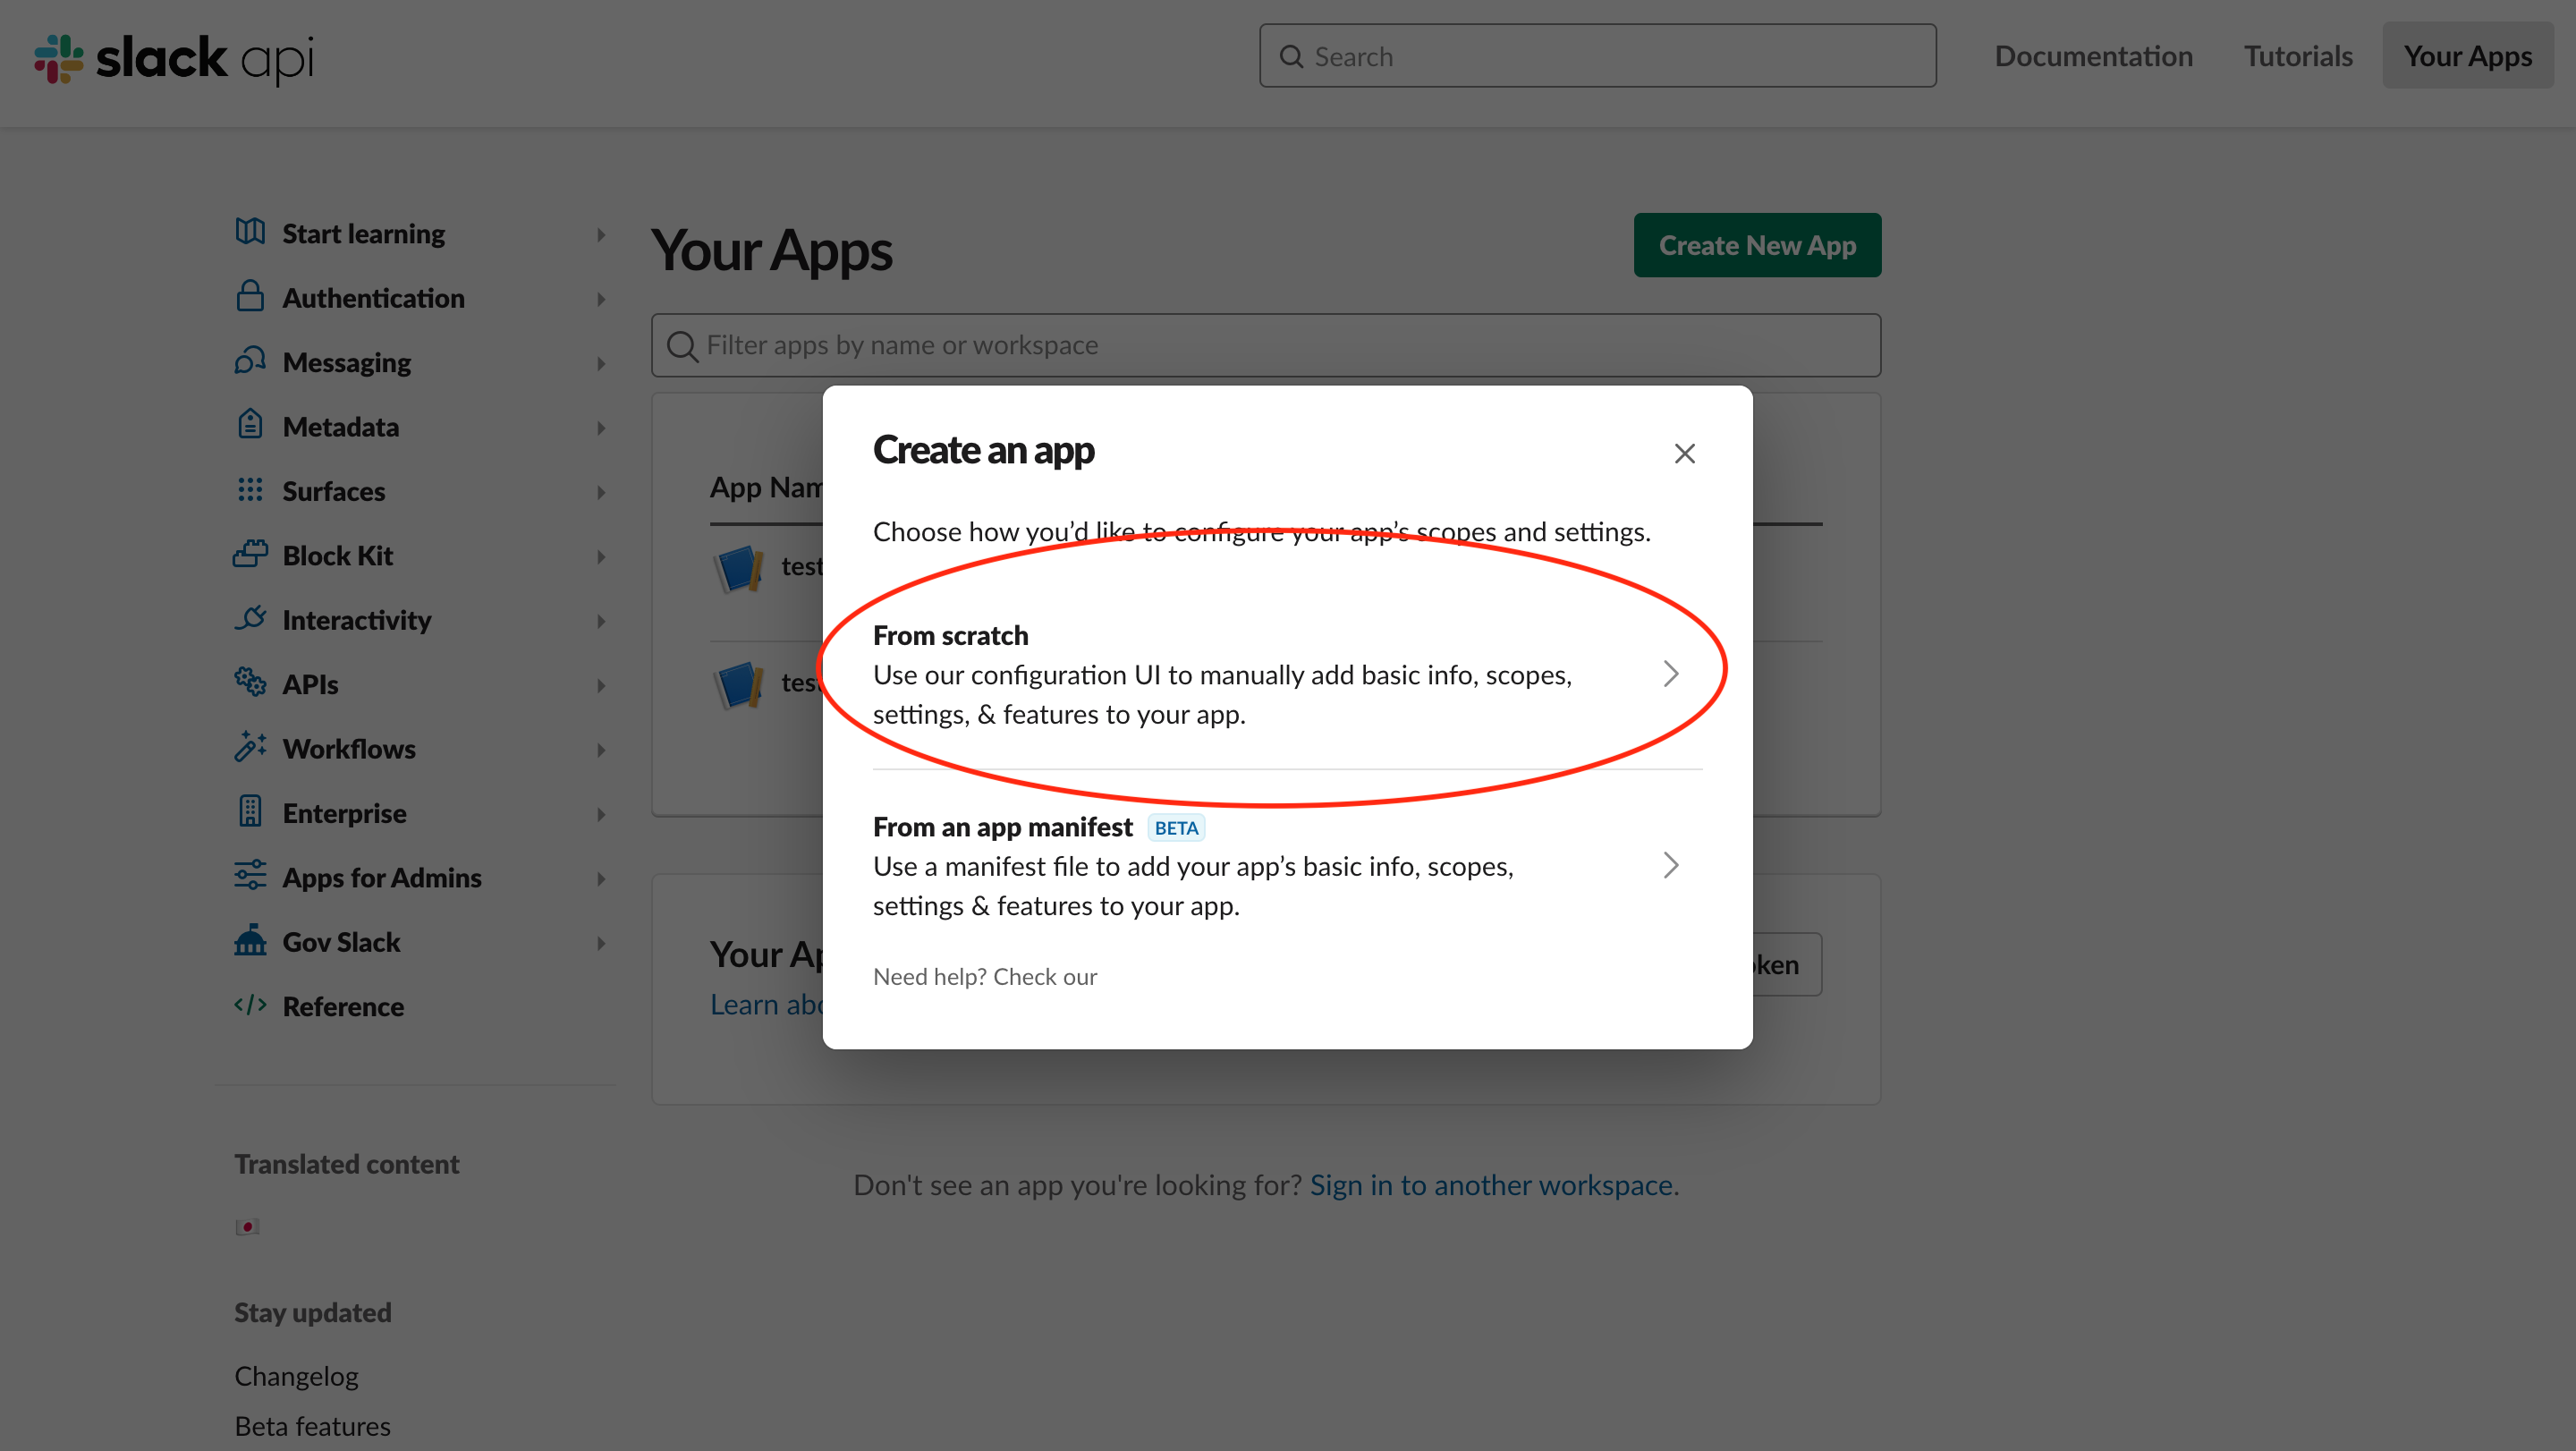 slack api
Search
Documentation
Tutorials
Your Apps
Start learning
Authentication
Messaging
Metadata
Surfaces
Block Kit
Interactivity
APIs
Workflows
Enterprise
Apps for Admins
Gov Slack
Reference
Translated content
Stay updated
Changelog
Beta features
Your Apps
Create New App
Filter apps by name or workspace
App Nam
test
tes
Your Ap
Learn abo
ken
Create an app
Choose how you’d like to configure your app’s scopes and settings.
From scratch
Use our configuration UI to manually add basic info, scopes,
settings, & features to your app.
From an app manifest BETA
Use a manifest file to add your app’s basic info, scopes,
settings & features to your app.
Need help? Check our
Don't see an app you're looking for? Sign in to another workspace.